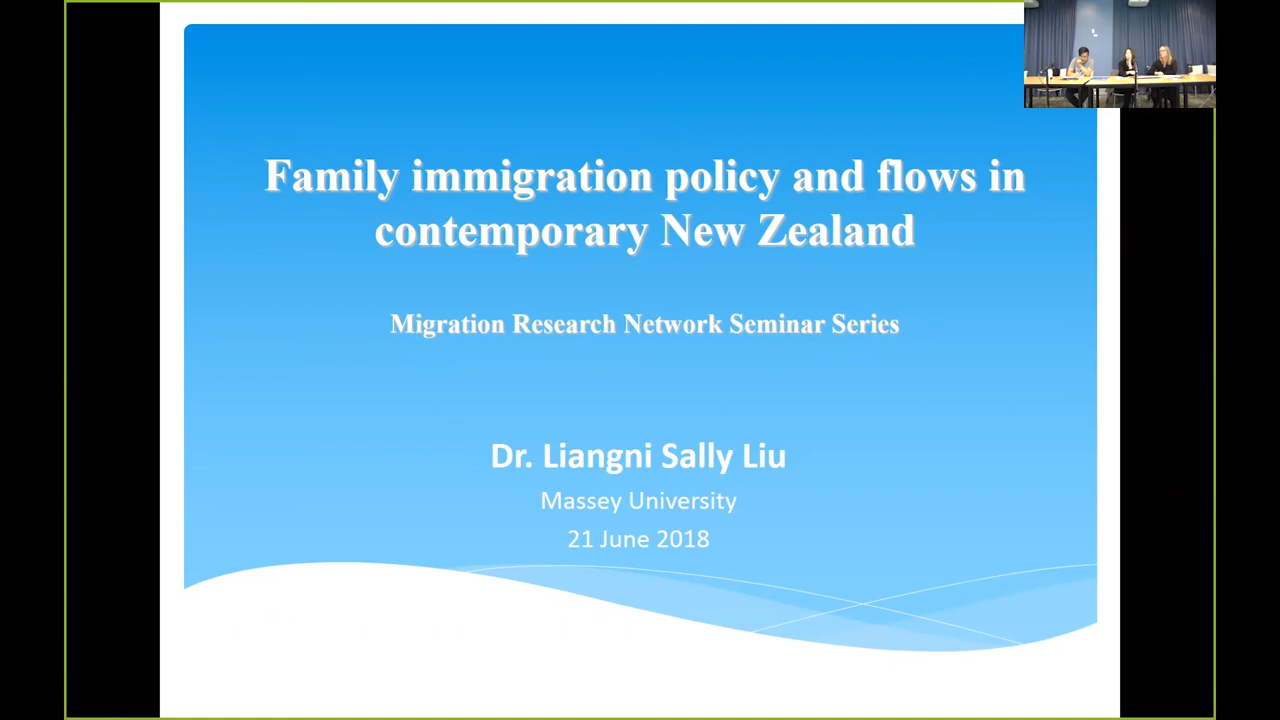 Family immigration policy and flows in
contemporary New Zealand
Migration Research Network Seminar Series
Dr. Liangni Sally Liu
Massey University
21 June 2018